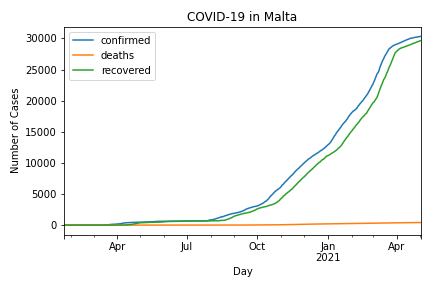 COVID-19 in Malta
confirmed
deaths
recovered
30000
25000
20000
15000
10000
5000
0
Number of Cases
Apr Jul Oct Jan Apr
2021
Day